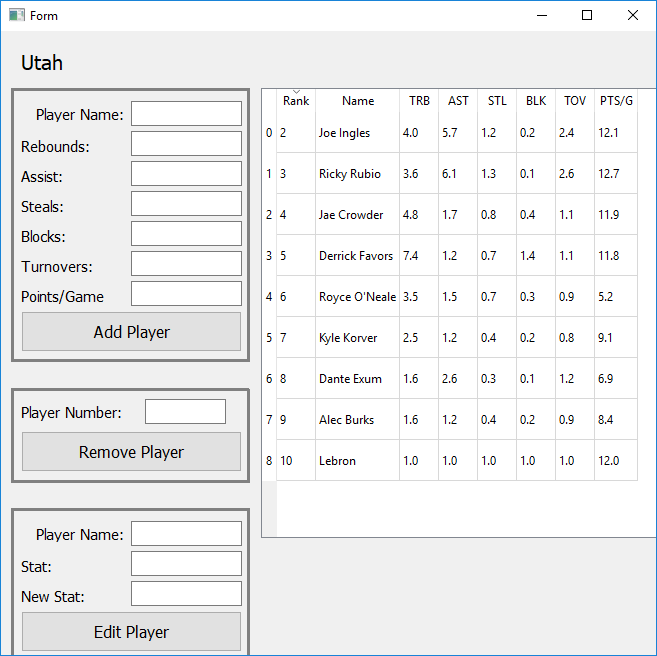 Form
Utah
Player Name:
Rebounds:
Assist:
Steals:
Blocks:
Turnovers:
Points/Game
Add Player
Player Number:
Remove Player
Player Name:
Stat:
New Stat:
Edit Player
Rank Name TRB AST STL BLK TOV PTS/G
0 2 Joe Ingles 4.0 5.7 1.2 0.2 2.4 12.1
1 3 Ricky Rubio 3.6 6.1 1.3 0.1 2.6 12.7
2 4 Jae Crowder 4.8 1.7 0.8 0.4 1.1 11.9
3 5 Derrick Favors 7.4 1.2 0.7 1.4 1.1 11.8
4 6 Royce O'Neale 3.5 1.5 0.7 0.3 0.9 5.2
5 7 Kyle Korver 2.5 1.2 0.4 0.2 0.8 9.1
6 8 Dante Exum 1.6 2.6 0.3 0.1 1.2 6.9
7 9 Alec Burks 1.6 1.2 0.4 0.2 0.9 8.4
8 10 Lebron 1.0 1.0 1.0 1.0 1.0 12.0